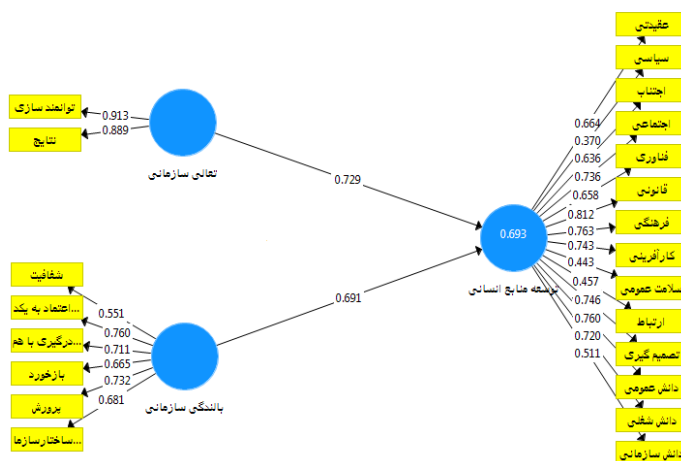 توانمند سازی
نتایج
0.913
0.889
تعالی سازمانی
0.729
شفافیت
اعتماد به یکد...
درگیری با هم...
بازخورد
پرورش
ساختارسازما...
0.551
0.760
0.711
0.665
0.732
0.681
بالندگی سازمانی
0.691
0.693
توسعه منابع انسانی
0.664
0.370
0.636
0.736
0.658
0.812
0.763
0.743
0.443
0.457
0.746
0.760
0.720
0.511
عقیدتی
سیاسی
اجتناب
اجتماعی
فناوری
قانونی
فرهنگی
کارآفرینی
سلامت عمومی
ارتباط
تصمیم گیری
دانش عمومی
دانش شغلی
دانش سازمانی